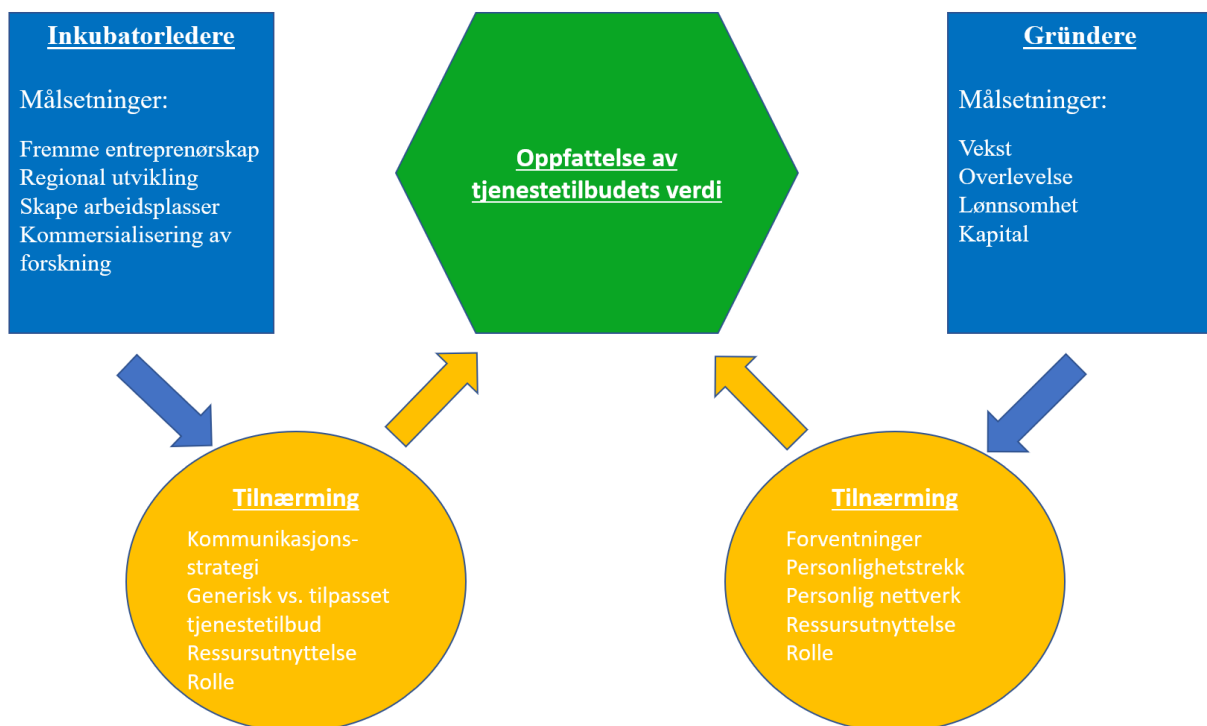 Inkubatorledere
Målsetninger:
Fremme entreprenørskap
Regional utvikling
Skape arbeidsplasser
Kommersialisering av
forskning
Oppfattelse av
tjenestetilbudets verdi
Gründere
Målsetninger:
Vekst
Overlevelse
Lønnsomhet
Kapital
Tilnærming
Kommunikasjons-
strategi
Generisk vs. tilpasset
tjenestetilbud
Ressursutnyttelse
Rolle
Tilnærming
Forventninger
Personlighetstrekk
Personlig nettverk
Ressursutnyttelse
Rolle